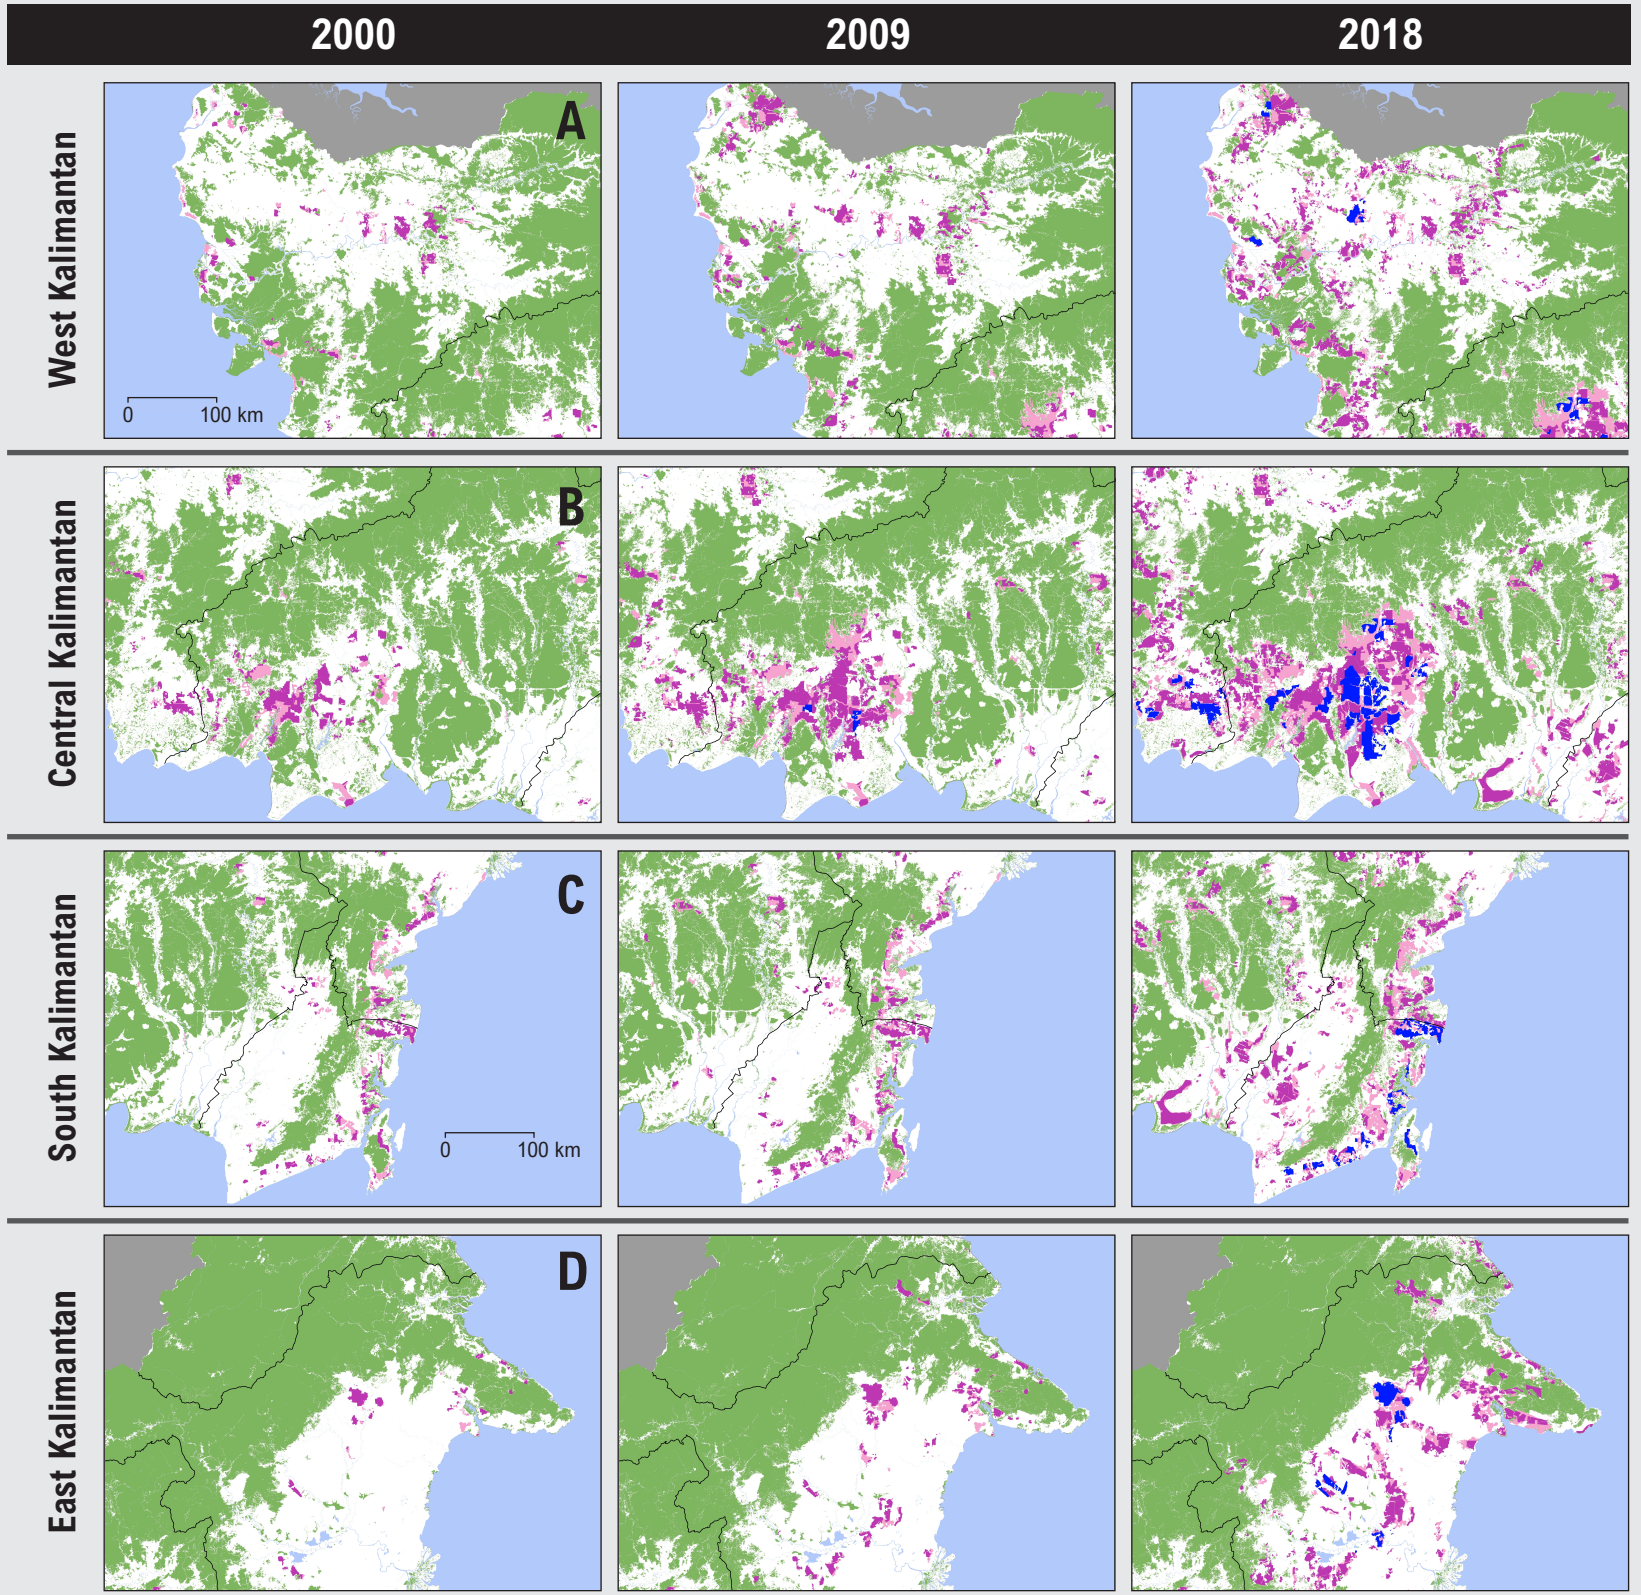 2000 2009 2018
West Kalimantan
A
0 100 km
Central Kalimantan
B
South Kalimantan
C
0 100 km
East Kalimantan
D